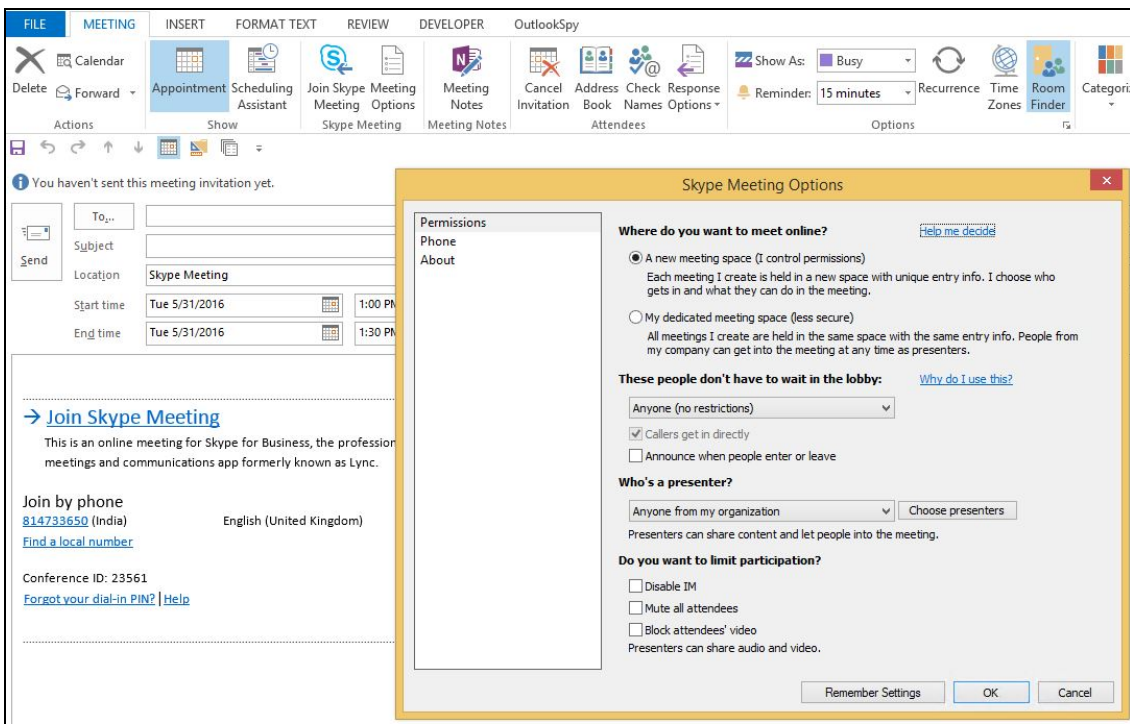 FILE MEETING INSERT FORMAT TEXT REVIEW DEVELOPER OutlookSpy
Delete
Calendar
Forward
Actions
Appointment
Scheduling Assistant
Show
Join Skype Meeting
Meeting Options
Skype Meeting
Meeting Notes
Meeting Notes
Cancel Invitation
Address Book
Check Names
Response Options
Attendees
Show As: Busy
Reminder: 15 minutes
Recurrence
Time Zones
Room Finder
Options
Categori
You haven't sent this meeting invitation yet.
Send
To...
Subject
Location Skype Meeting
Start time Tue 5/31/2016 1:00 PM
End time Tue 5/31/2016 1:30 PM
→ Join Skype Meeting
This is an online meeting for Skype for Business, the profession
meetings and communications app formerly known as Lync.
Join by phone
814733650 (India) English (United Kingdom)
Find a local number
Conference ID: 23561
Forgot your dial-in PIN? | Help
Skype Meeting Options
Permissions
Phone
About
Where do you want to meet online? Help me decide
A new meeting space (I control permissions)
Each meeting I create is held in a new space with unique entry info. I choose who
gets in and what they can do in the meeting.
My dedicated meeting space (less secure)
All meetings I create are held in the same space with the same entry info. People from
my company can get into the meeting at any time as presenters.
These people don't have to wait in the lobby: Why do I use this?
Anyone (no restrictions)
Callers get in directly
Announce when people enter or leave
Who's a presenter?
Anyone from my organization Choose presenters
Presenters can share content and let people into the meeting.
Do you want to limit participation?
Disable IM
Mute all attendees
Block attendees' video
Presenters can share audio and video.
Remember Settings OK Cancel